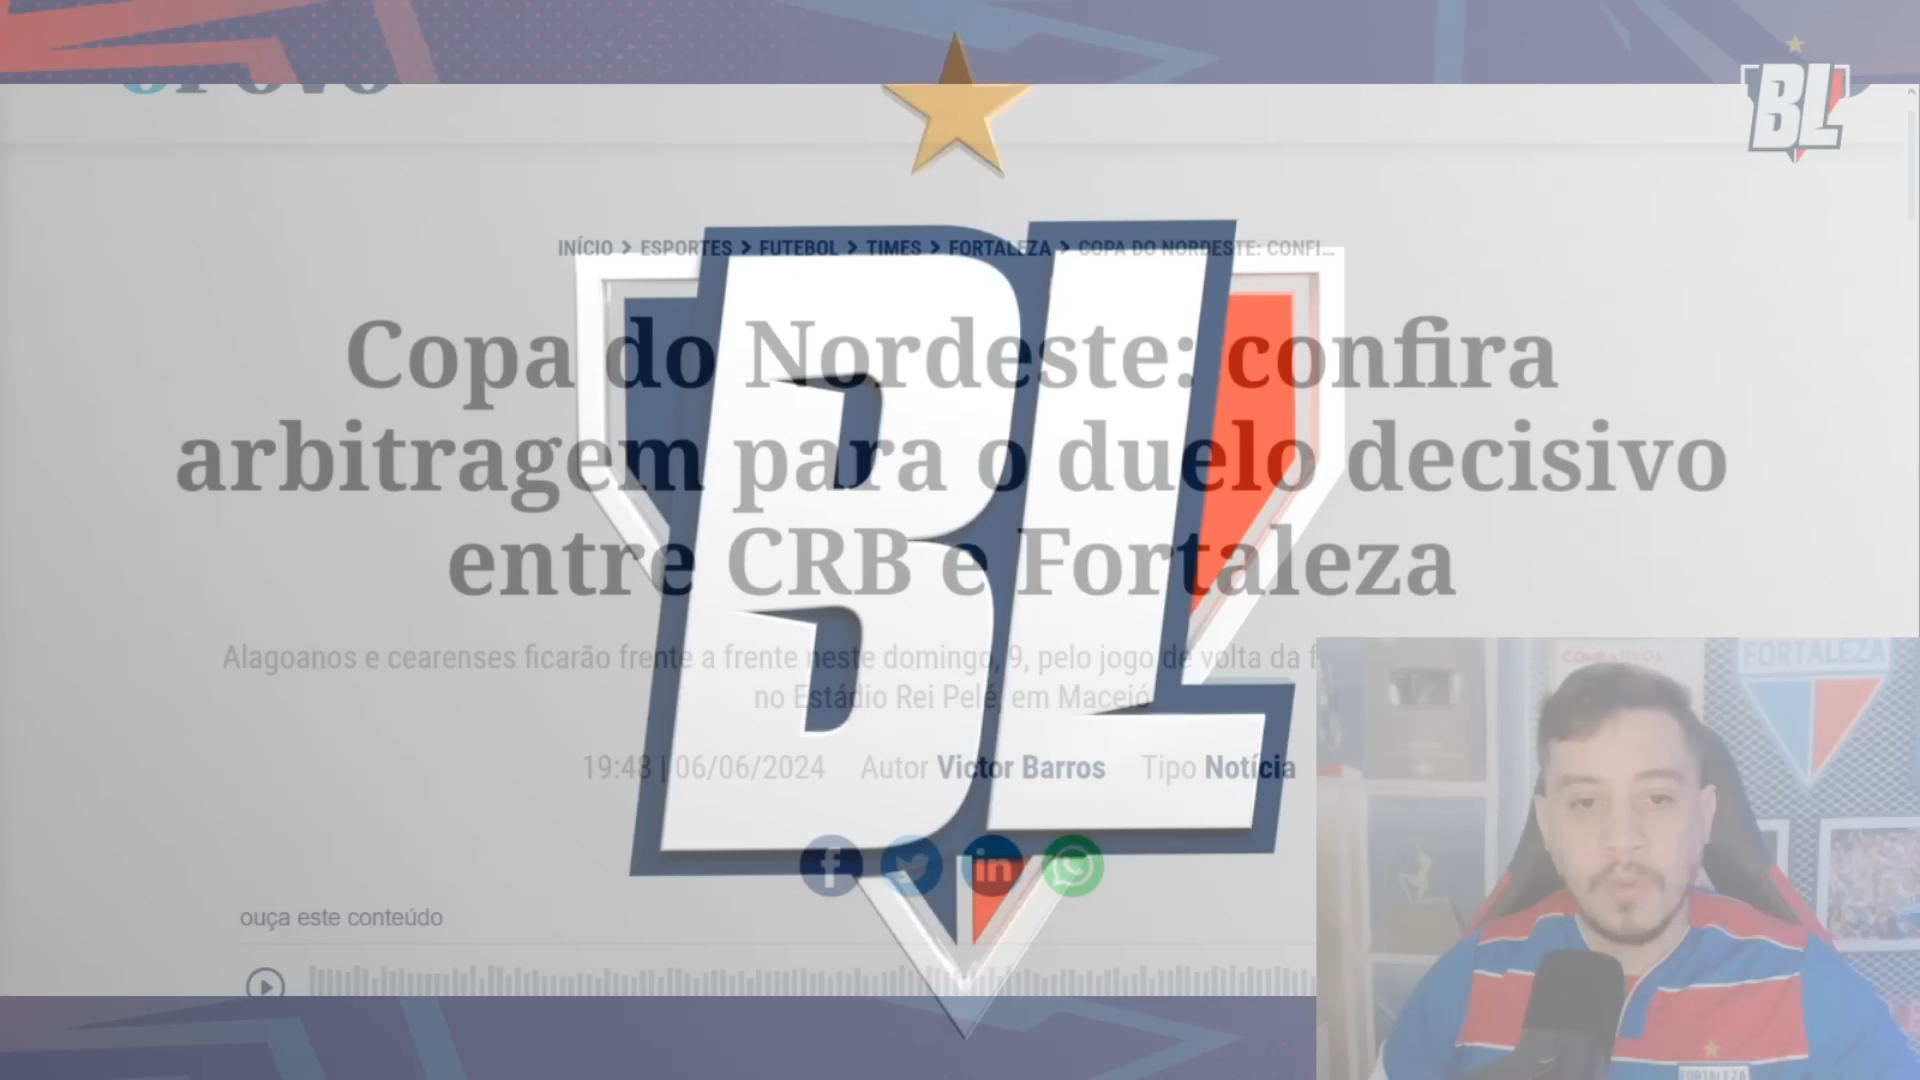 BL
INÍCIO > ESPORTES > FUTEBOL > TIMES > FORTALEZA > COPA DO NORDESTE: CONFI...
Copa do Nordeste: confira
arbitragem para o duelo decisivo
entre CRB e Fortaleza
Alagoanos e cearenses ficarão frente a frente neste domingo, 9, pelo jogo de volta da f
no Estádio Rei Pelé, em Maceió
19:48 | 06/06/2024 Autor Victor Barros Tipo Notícia
f in
ouça este conteúdo
BL
FORTALEZA
FORTALEZA